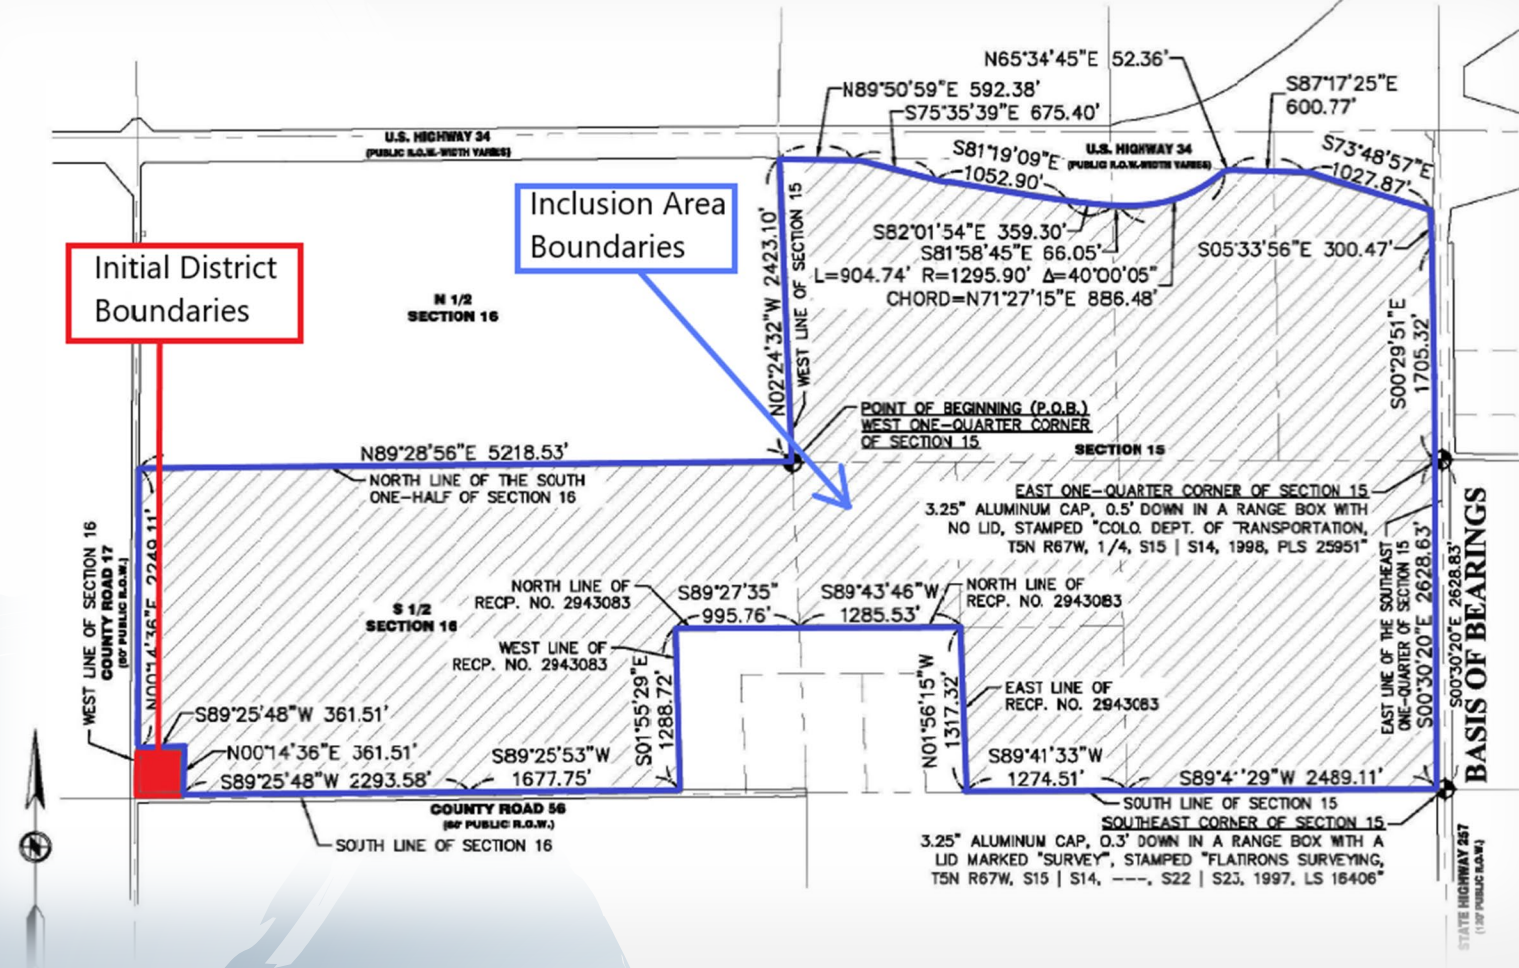 N65°34'45"E 52.36'
N89°50'59"E 592.38'
S87°17'25"E
600.77'
S75°35'39"E 675.40'
U.S. HIGHWAY 34
(PUBLIC R.O.W.-WIDTH VARIES)
S81°19'09"E
1052.90'
U.S. HIGHWAY 34
(PUBLIC R.O.W.-WIDTH VARIES)
S73°48'57"E
1027.87'
Inclusion Area
Boundaries
N02°24'32"W 2423.10'
WEST LINE OF SECTION 15
S82°01'54"E 359.30'
S81°58'45"E 66.05'
L=904.74' R=1295.90' Δ=40°00'05"
CHORD=N71°27'15"E 886.48'
S05°33'56"E 300.47'
Initial District
Boundaries
N 1/2
SECTION 16
S00°29'51"E
1705.32'
POINT OF BEGINNING (P.O.B.)
WEST ONE-QUARTER CORNER
OF SECTION 15
SECTION 15
N89°28'56"E 5218.53'
NORTH LINE OF THE SOUTH
ONE-HALF OF SECTION 16
EAST ONE-QUARTER CORNER OF SECTION 15
3.25" ALUMINUM CAP, 0.5' DOWN IN A RANGE BOX WITH
NO LID, STAMPED "COLO. DEPT. OF TRANSPORTATION,
T5N R67W, 1/4, S15 | S14, 1998, PLS 25951"
WEST LINE OF SECTION 16
COUNTY ROAD 17
(60' PUBLIC R.O.W.)
N00°14'36"E 2249.11'
NORTH LINE OF
RECP. NO. 2943083
S89°27'35"
995.76'
S89°43'46"W
1285.53'
NORTH LINE OF
RECP. NO. 2943083
EAST LINE OF THE SOUTHEAST
ONE-QUARTER OF SECTION 15
S00°30'20"E 2628.63'
S00°30'20"E 2628.83'
BASIS OF BEARINGS
S 1/2
SECTION 16
WEST LINE OF
RECP. NO. 2943083
S01°55'29"E
1288.72'
N01°56'15"W
1317.32'
EAST LINE OF
RECP. NO. 2943083
S89°25'48"W 361.51'
N00°14'36"E 361.51'
S89°25'48"W 2293.58'
S89°25'53"W
1677.75'
S89°41'33"W
1274.51'
S89°4''29"W 2489.11'
COUNTY ROAD 56
(60' PUBLIC R.O.W.)
SOUTH LINE OF SECTION 16
SOUTH LINE OF SECTION 15
SOUTHEAST CORNER OF SECTION 15
3.25" ALUMINUM CAP, 0.3' DOWN IN A RANGE BOX WITH A
LID MARKED "SURVEY", STAMPED "FLATIRONS SURVEYING,
T5N R67W, S15 | S14, ---, S22 | S23, 1997, LS 16406"
STATE HIGHWAY 257
(120' PUBLIC R.O.W.)
N